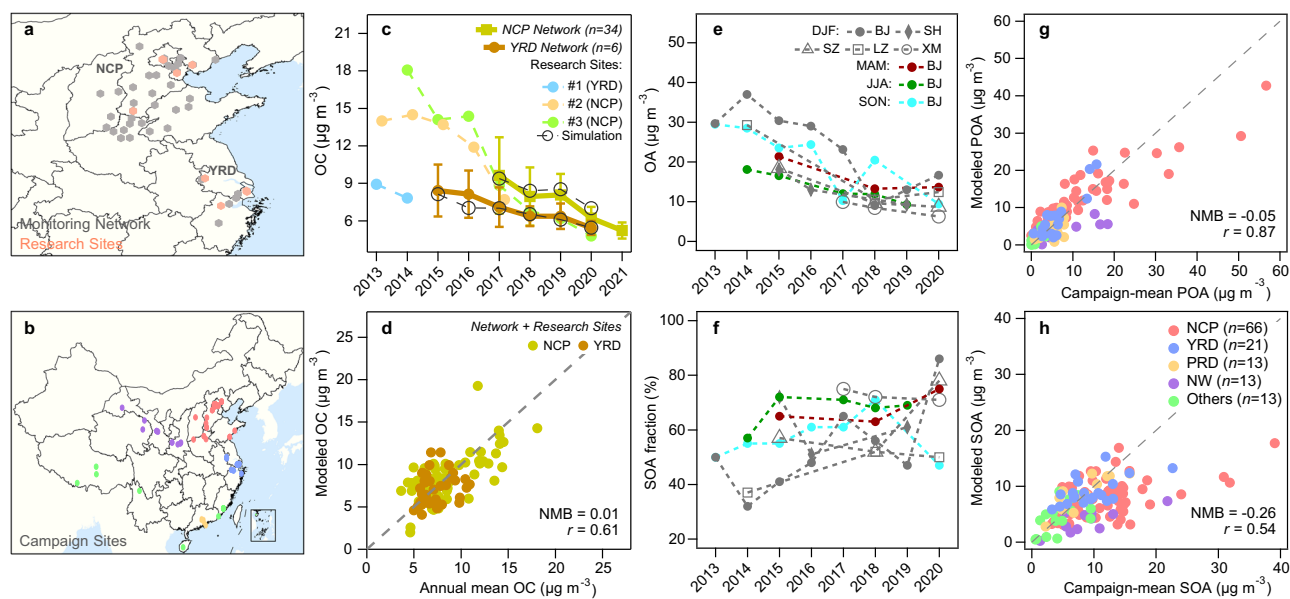 a
NCP
YRD
Monitoring Network
Research Sites
b
Campaign Sites
c
NCP Network (n=34)
YRD Network (n=6)
Research Sites:
#1 (YRD)
#2 (NCP)
#3 (NCP)
Simulation
OC (µg m⁻³)
21
18
15
12
9
6
2013
2014
2015
2016
2017
2018
2019
2020
2021
d
Network + Research Sites
NCP
YRD
Modeled OC (µg m⁻³)
25
20
15
10
5
0
NMB = 0.01
r = 0.61
5
10
15
20
25
Annual mean OC (µg m⁻³)
e
DJF:
BJ
SH
SZ
LZ
XM
MAM:
BJ
JJA:
BJ
SON:
BJ
OA (µg m⁻³)
50
40
30
20
10
0
2013
2014
2015
2016
2017
2018
2019
2020
f
SOA fraction (%)
100
80
60
40
20
2013
2014
2015
2016
2017
2018
2019
2020
g
Modeled POA (µg m⁻³)
60
50
40
30
20
10
0
NMB = -0.05
r = 0.87
0
10
20
30
40
50
60
Campaign-mean POA (µg m⁻³)
h
NCP (n=66)
YRD (n=21)
PRD (n=13)
NW (n=13)
Others (n=13)
Modeled SOA (µg m⁻³)
40
30
20
10
0
NMB = -0.26
r = 0.54
0
10
20
30
40
Campaign-mean SOA (µg m⁻³)